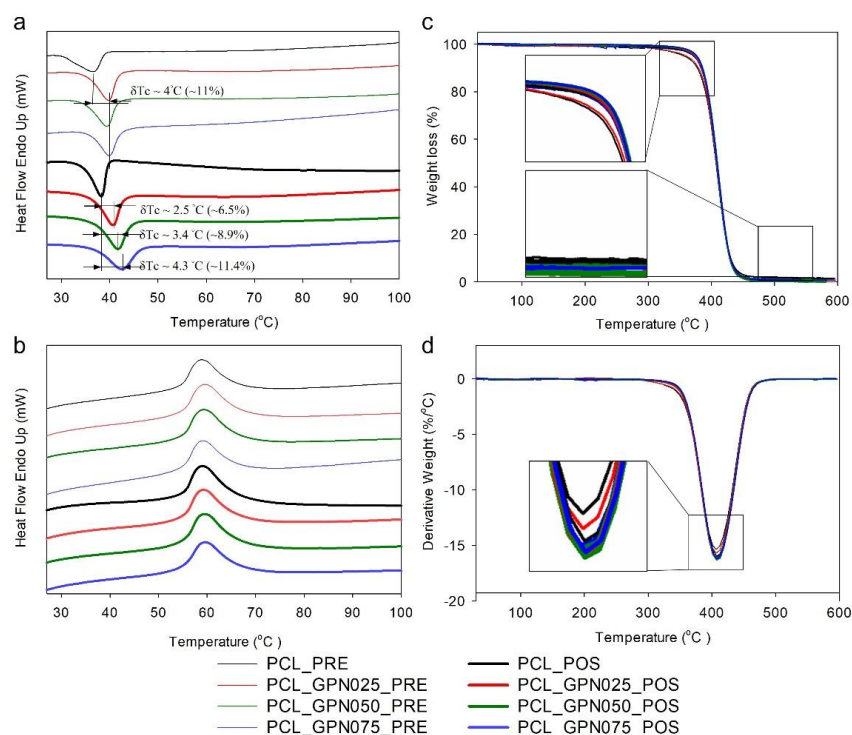 a
Heat Flow Endo Up (mW)
δTc ~ 4°C (~11%)
δTc ~ 2.5 °C (~6.5%)
δTc ~ 3.4 °C (~8.9%)
δTc ~ 4.3 °C (~11.4%)
30 40 50 60 70 80 90 100
Temperature (°C)
c
Weight loss (%)
100
80
60
40
20
0
100 200 300 400 500 600
Temperature (°C )
b
Heat Flow Endo Up (mW)
30 40 50 60 70 80 90 100
Temperature (°C )
d
Derivative Weight (%/°C)
0
-5
-10
-15
-20
100 200 300 400 500 600
Temperature (°C )
PCL_PRE
PCL_GPN025_PRE
PCL_GPN050_PRE
PCL_GPN075_PRE
PCL_POS
PCL_GPN025_POS
PCL_GPN050_POS
PCL_GPN075_POS